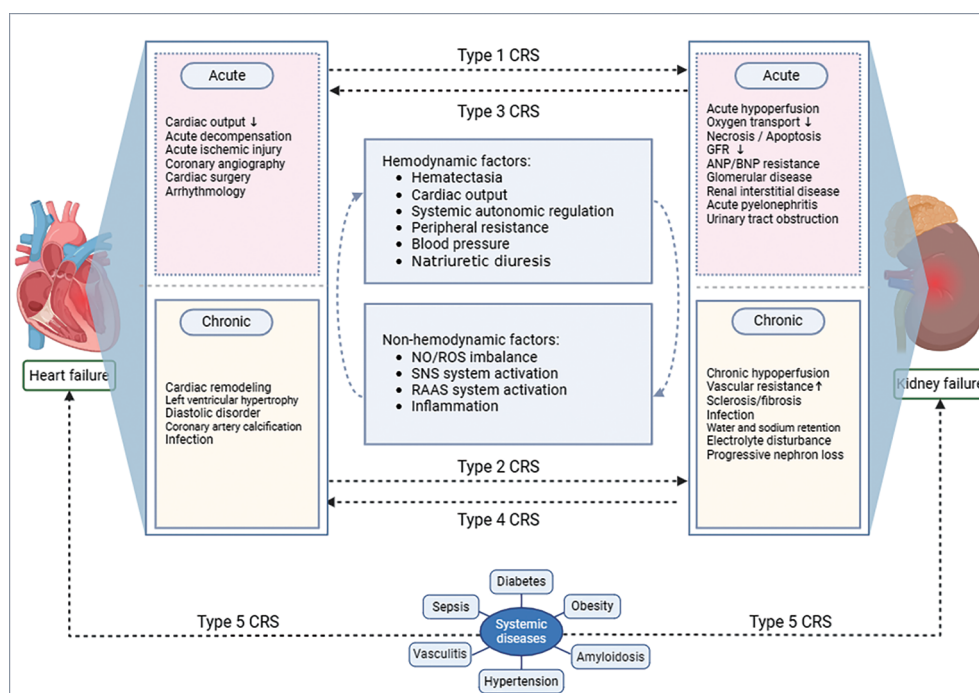 Type 1 CRS
Type 3 CRS
Acute
Cardiac output ↓
Acute decompensation
Acute ischemic injury
Coronary angiography
Cardiac surgery
Arrhythmology
Chronic
Cardiac remodeling
Left ventricular hypertrophy
Diastolic disorder
Coronary artery calcification
Infection
Heart failure
Hemodynamic factors:
• Hematectasia
• Cardiac output
• Systemic autonomic regulation
• Peripheral resistance
• Blood pressure
• Natriuretic diuresis
Non-hemodynamic factors:
• NO/ROS imbalance
• SNS system activation
• RAAS system activation
• Inflammation
Acute
Acute hypoperfusion
Oxygen transport ↓
Necrosis / Apoptosis
GFR ↓
ANP/BNP resistance
Glomerular disease
Renal interstitial disease
Acute pyelonephritis
Urinary tract obstruction
Chronic
Chronic hypoperfusion
Vascular resistance↑
Sclerosis/fibrosis
Infection
Water and sodium retention
Electrolyte disturbance
Progressive nephron loss
Kidney failure
Type 2 CRS
Type 4 CRS
Type 5 CRS
Type 5 CRS
Diabetes
Sepsis
Obesity
Systemic
diseases
Vasculitis
Amyloidosis
Hypertension